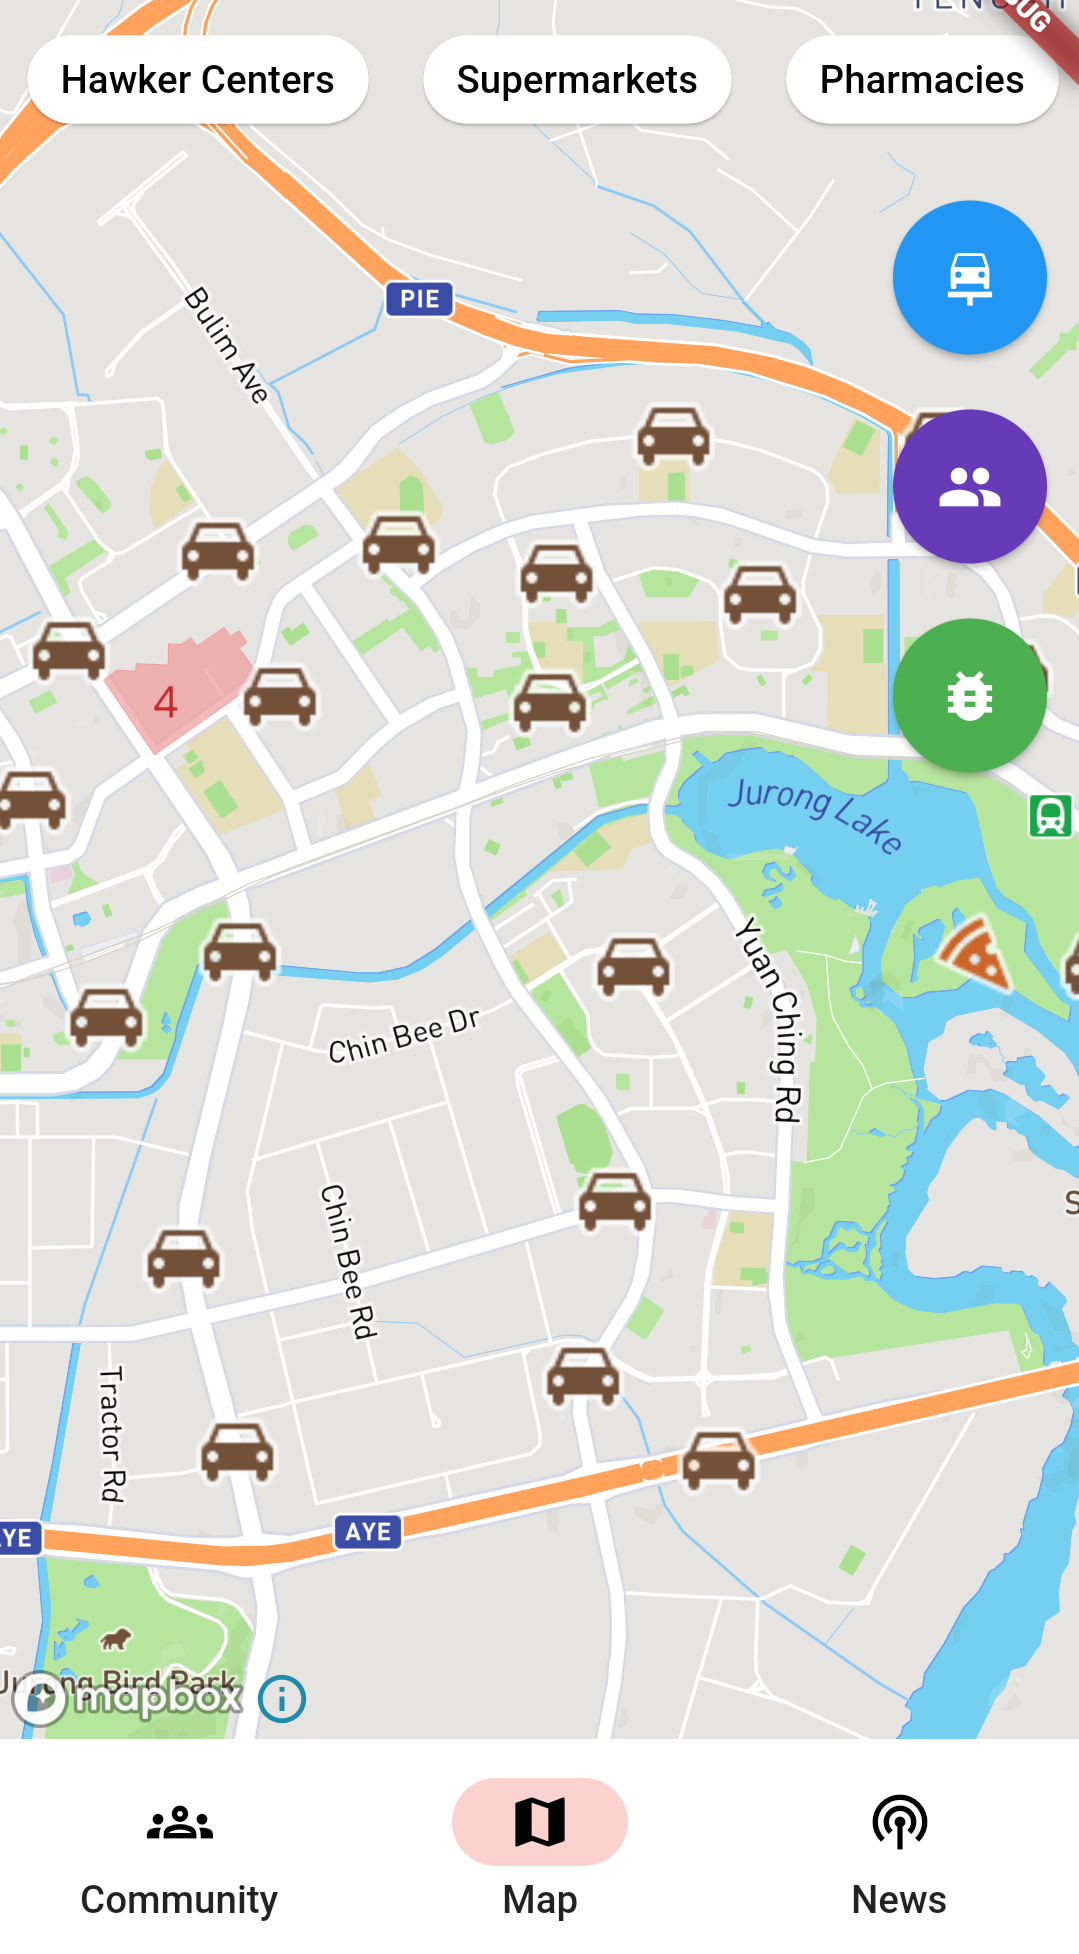 Hawker Centers
Supermarkets
Pharmacies
PIE
Bulim Ave
4
Jurong Lake
Yuan Ching Rd
Chin Bee Dr
Chin Bee Rd
Tractor Rd
AYE
AYE
Jurong Bird Park
mapbox
Community
Map
News